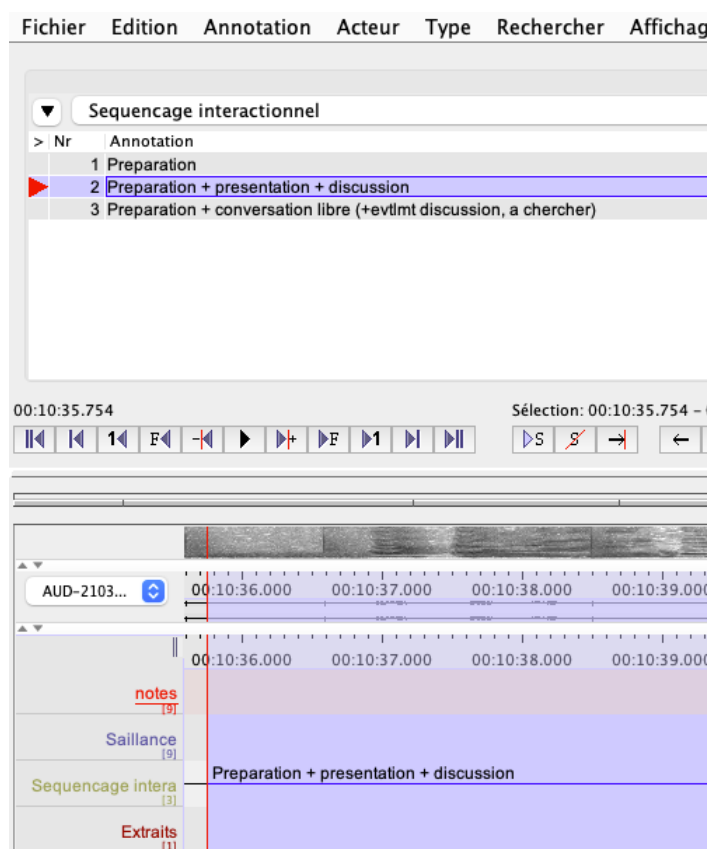 Fichier Edition Annotation Acteur Type Rechercher Affichag
Sequencage interactionnel
> Nr Annotation
1 Preparation
2 Preparation + presentation + discussion
3 Preparation + conversation libre (+evtlmt discussion, a chercher)
00:10:35.754 Sélection: 00:10:35.754 -
1 F - + F 1 S S
AUD-2103... 00:10:36.000 00:10:37.000 00:10:38.000 00:10:39.000
00:10:36.000 00:10:37.000 00:10:38.000 00:10:39.000
notes
[9]
Saillance
[9]
Preparation + presentation + discussion
Sequencage intera
[3]
Extraits
[1]